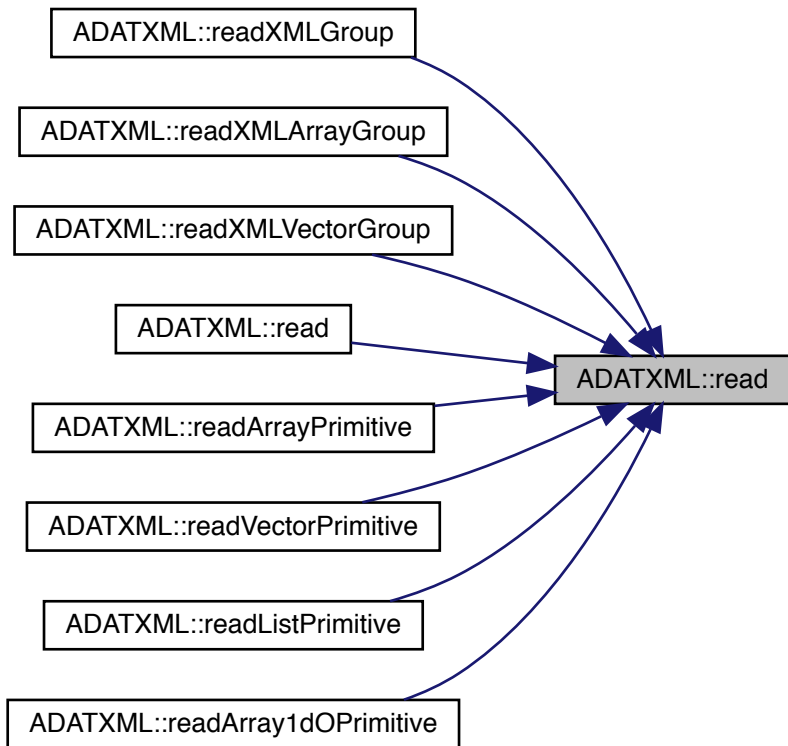 ADATXML::readXMLGroup
ADATXML::readXMLArrayGroup
ADATXML::readXMLVectorGroup
ADATXML::read
ADATXML::read
ADATXML::readArrayPrimitive
ADATXML::readVectorPrimitive
ADATXML::readListPrimitive
ADATXML::readArray1dOPrimitive